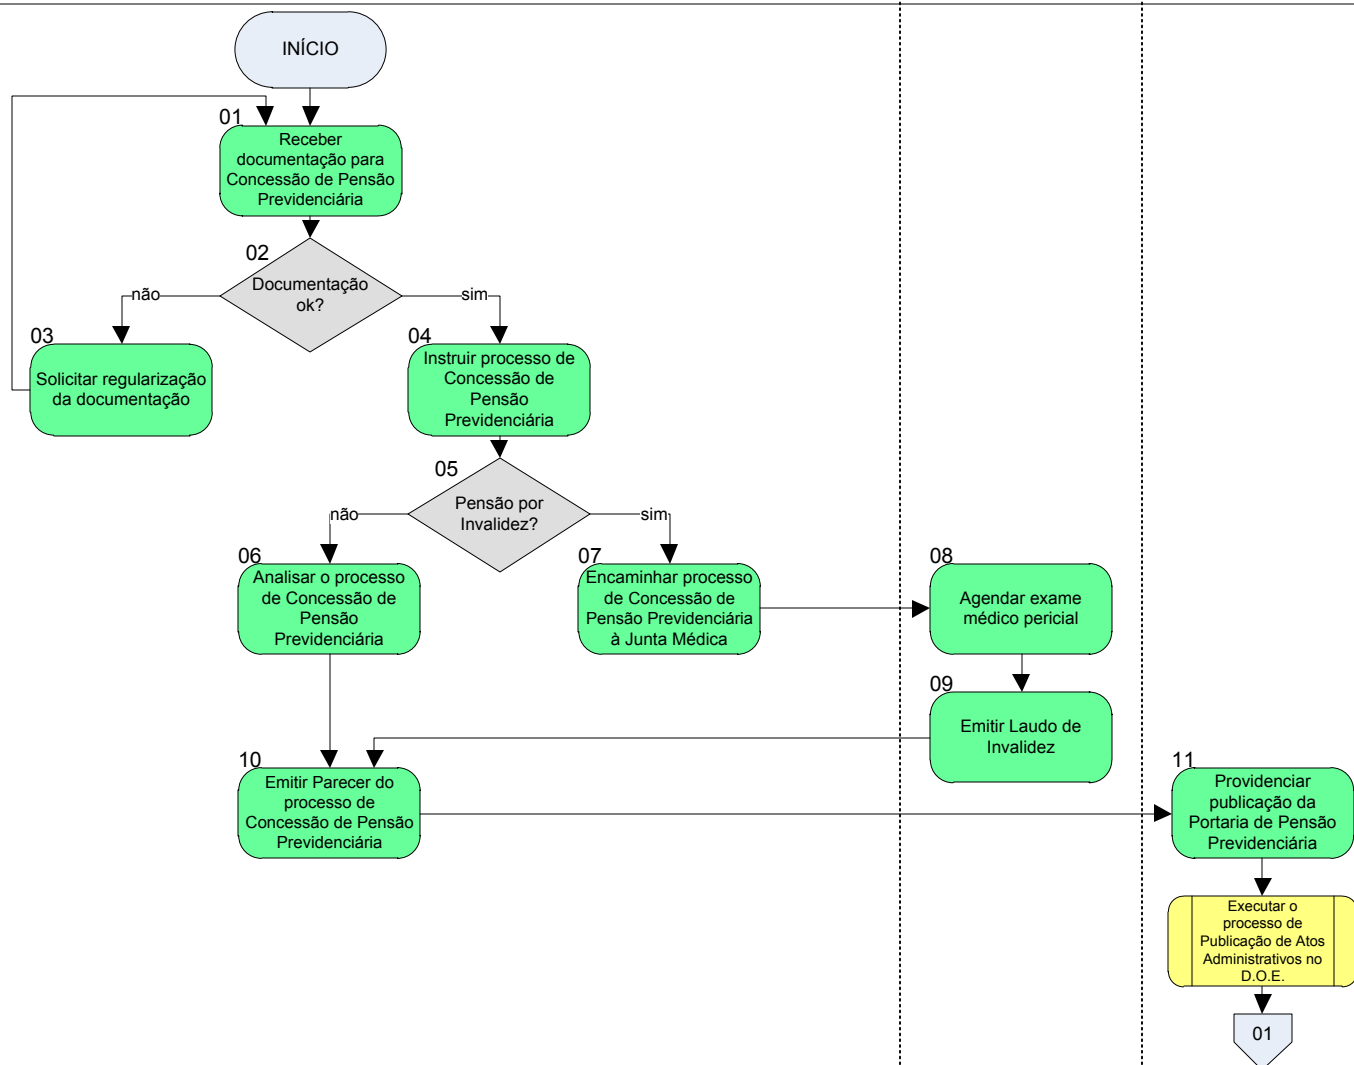 INÍCIO
01
Receber
documentação para
Concessão de Pensão
Previdenciária
02
Documentação
ok?
não
sim
03
Solicitar regularização
da documentação
04
Instruir processo de
Concessão de
Pensão
Previdenciária
05
Pensão por
Invalidez?
não
sim
06
Analisar o processo
de Concessão de
Pensão
Previdenciária
07
Encaminhar processo
de Concessão de
Pensão Previdenciária
à Junta Médica
08
Agendar exame
médico pericial
09
Emitir Laudo de
Invalidez
10
Emitir Parecer do
processo de
Concessão de Pensão
Previdenciária
11
Providenciar
publicação da
Portaria de Pensão
Previdenciária
Executar o
processo de
Publicação de Atos
Administrativos no
D.O.E.
01